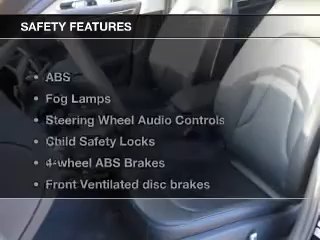 SAFETY FEATURES
• ABS
• Fog Lamps
• Steering Wheel Audio Controls
• Child Safety Locks
• 4-wheel ABS Brakes
• Front Ventilated disc brakes